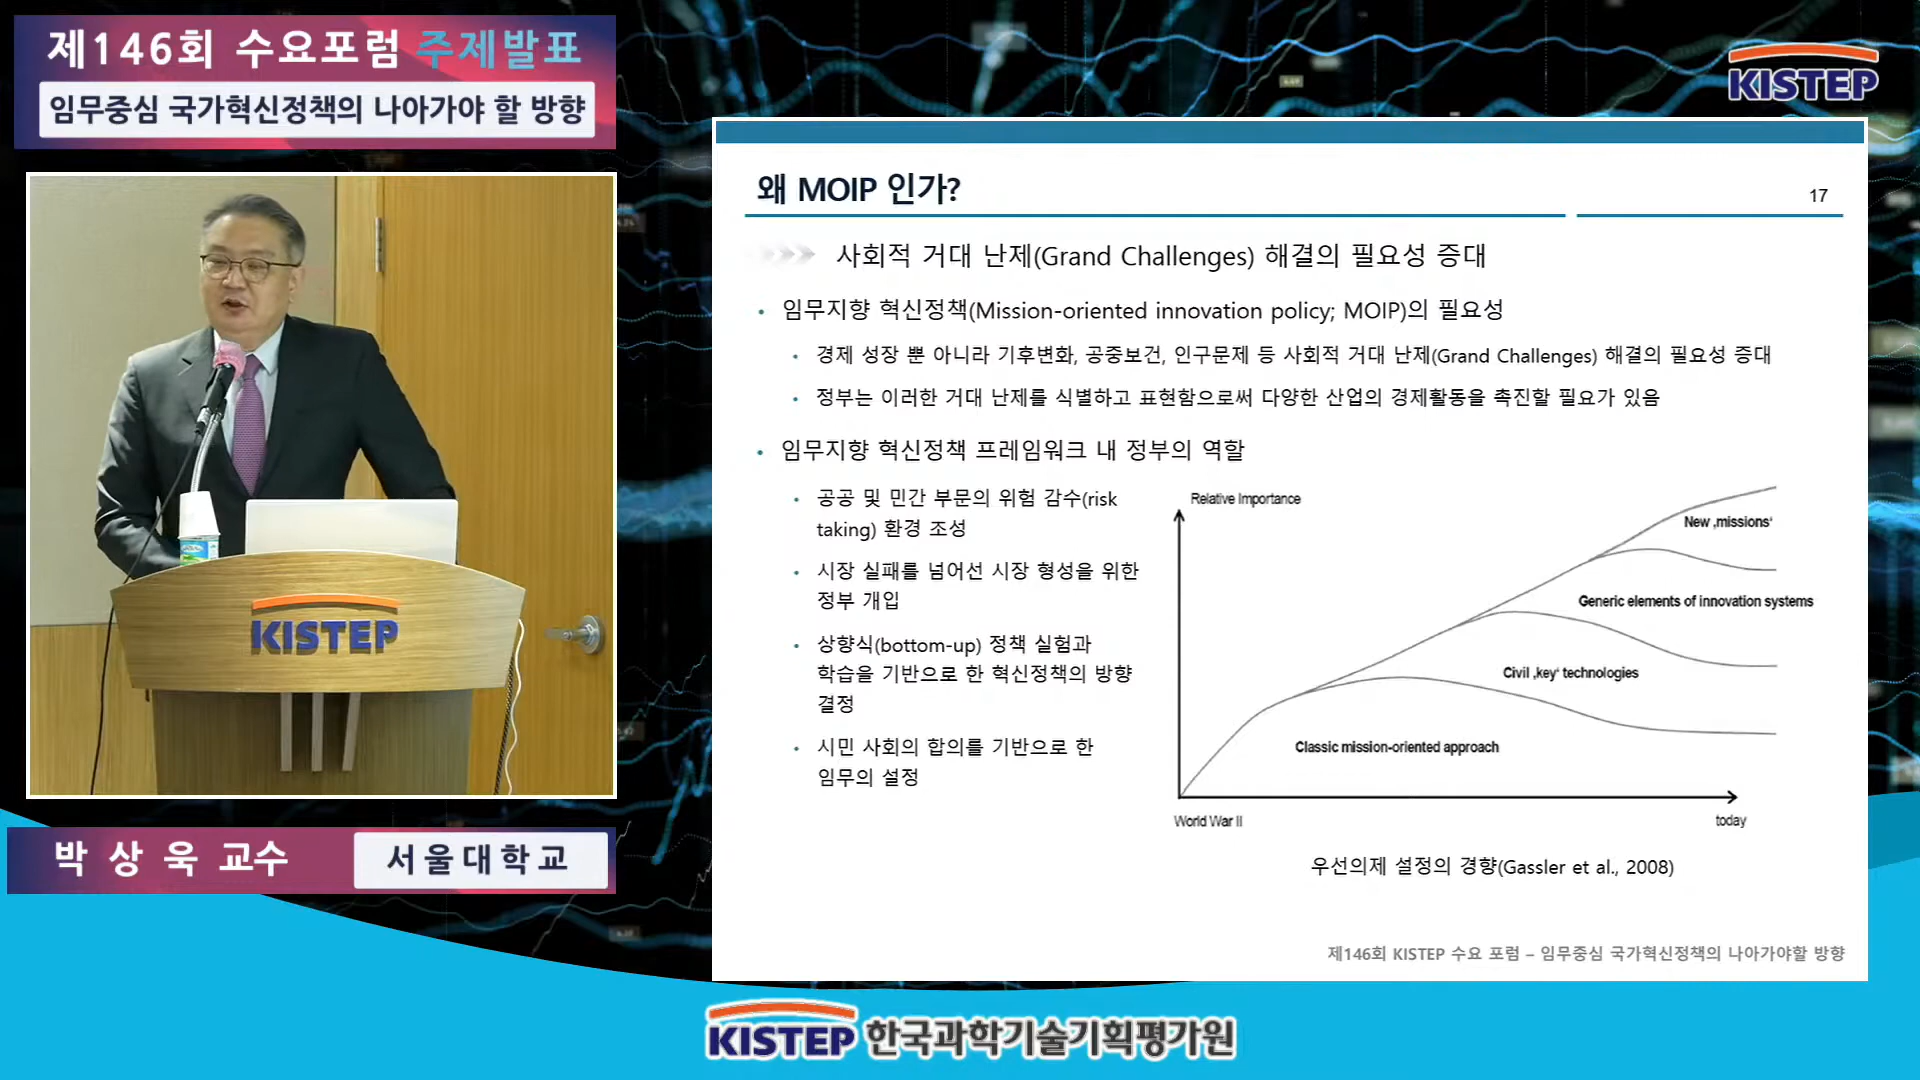 제146회 수요포럼 주제발표
임무중심 국가혁신정책의 나아가야 할 방향
KISTEP
왜 MOIP 인가?
17
사회적 거대 난제(Grand Challenges) 해결의 필요성 증대
• 임무지향 혁신정책(Mission-oriented innovation policy; MOIP)의 필요성
• 경제 성장 뿐 아니라 기후변화, 공중보건, 인구문제 등 사회적 거대 난제(Grand Challenges) 해결의 필요성 증대
• 정부는 이러한 거대 난제를 식별하고 표현함으로써 다양한 산업의 경제활동을 촉진할 필요가 있음
• 임무지향 혁신정책 프레임워크 내 정부의 역할
• 공공 및 민간 부문의 위험 감수(risk
taking) 환경 조성
• 시장 실패를 넘어선 시장 형성을 위한
정부 개입
• 상향식(bottom-up) 정책 실험과
학습을 기반으로 한 혁신정책의 방향
결정
• 시민 사회의 합의를 기반으로 한
임무의 설정
Relative Importance
New ‚missions‘
Generic elements of innovation systems
Civil ‚key‘ technologies
Classic mission-oriented approach
World War II
today
우선의제 설정의 경향(Gassler et al., 2008)
제146회 KISTEP 수요 포럼 – 임무중심 국가혁신정책의 나아가야할 방향
KISTEP
박상욱 교수
서울대학교
KISTEP 한국과학기술기획평가원